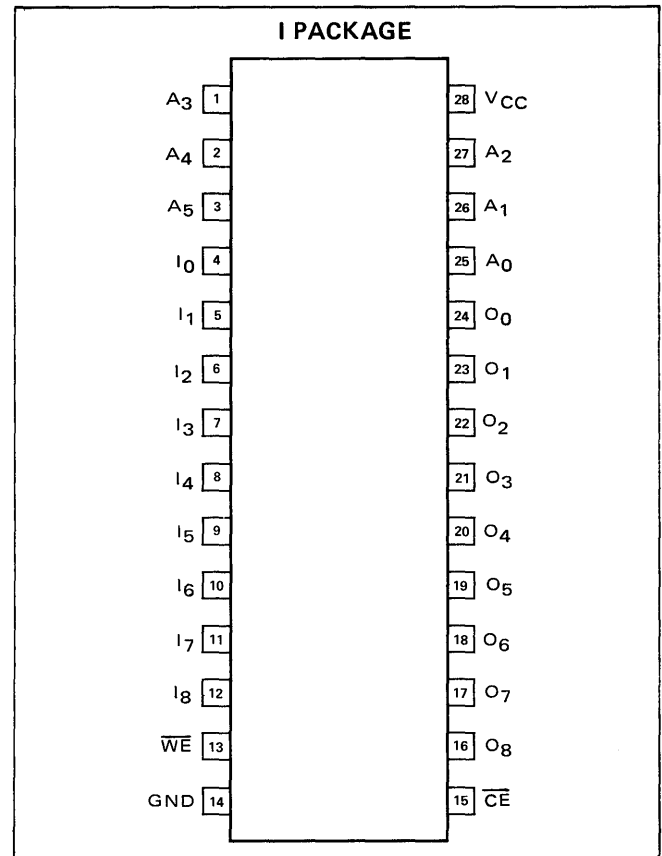 I PACKAGE
A3 1 28 VCC
A4 2 27 A2
A5 3 26 A1
I0 4 25 A0
I1 5 24 O0
I2 6 23 O1
I3 7 22 O2
I4 8 21 O3
I5 9 20 O4
I6 10 19 O5
I7 11 18 O6
I8 12 17 O7
W̅E̅ 13 16 O8
GND 14 15 C̅E̅